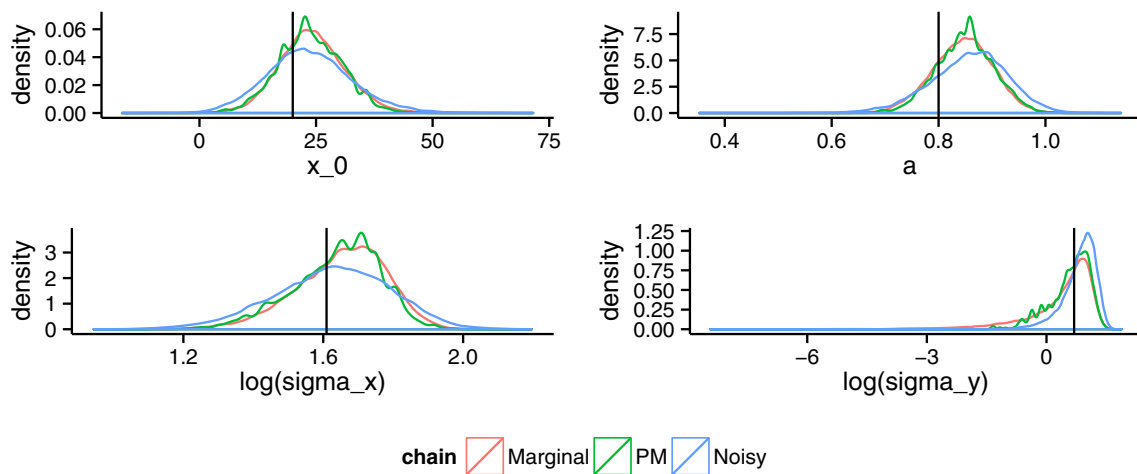 density
0.06
0.04
0.02
0.00
0 25 50 75
x_0
density
7.5
5.0
2.5
0.0
0.4 0.6 0.8 1.0
a
density
3
2
1
0
1.2 1.6 2.0
log(sigma_x)
density
1.25
1.00
0.75
0.50
0.25
0.00
−6 −3 0
log(sigma_y)
chain Marginal PM Noisy